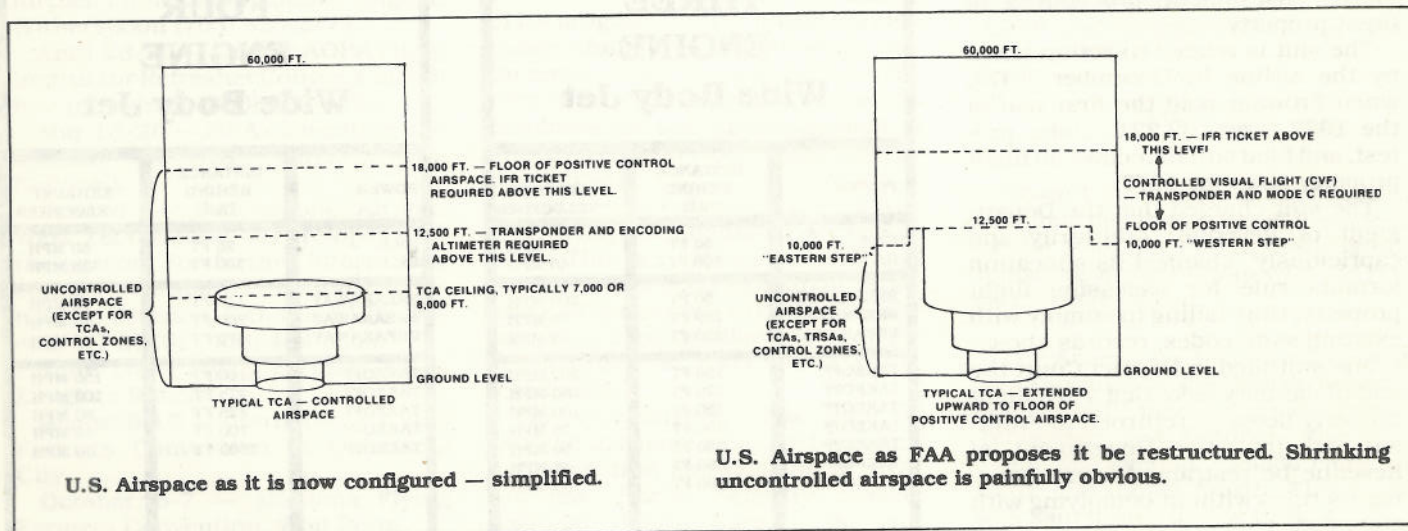 60,000 FT.
18,000 FT. — FLOOR OF POSITIVE CONTROL
AIRSPACE. IFR TICKET
REQUIRED ABOVE THIS LEVEL.
12,500 FT. — TRANSPONDER AND ENCODING
ALTIMETER REQUIRED
ABOVE THIS LEVEL.
TCA CEILING, TYPICALLY 7,000 OR
8,000 FT.
UNCONTROLLED
AIRSPACE
(EXCEPT FOR
TCAs,
CONTROL ZONES,
ETC.)
GROUND LEVEL
TYPICAL TCA — CONTROLLED
AIRSPACE
U.S. Airspace as it is now configured — simplified.
60,000 FT.
18,000 FT. — IFR TICKET ABOVE
THIS LEVEL
CONTROLLED VISUAL FLIGHT (CVF)
— TRANSPONDER AND MODE C REQUIRED
FLOOR OF POSITIVE CONTROL
12,500 FT.
10,000 FT.
"EASTERN STEP"
10,000 FT. "WESTERN STEP"
UNCONTROLLED
AIRSPACE
(EXCEPT FOR
TCAs, TRSAs,
CONTROL ZONES,
ETC.)
GROUND LEVEL
TYPICAL TCA — EXTENDED
UPWARD TO FLOOR OF
POSITIVE CONTROL AIRSPACE.
U.S. Airspace as FAA proposes it be restructured. Shrinking
uncontrolled airspace is painfully obvious.